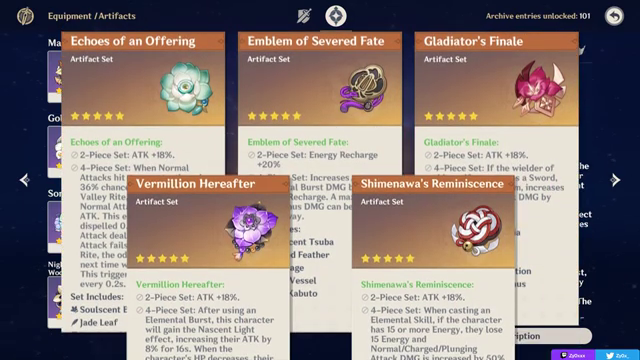 Equipment / Artifacts
Archive entries unlocked: 101
Echoes of an Offering
Artifact Set
Echoes of an Offering:
2-Piece Set: ATK +18%.
4-Piece Set: When Normal
Attacks hit
36% chanc
Valley Rite,
Normal Atta
ATK. This e
dispelled 0.
Attack deal
Attack fails
Rite, the od
next time w
This trigger
every 0.2s.
Set Includes:
Soulscent B
Jade Leaf
Emblem of Severed Fate
Artifact Set
Emblem of Severed Fate:
2-Piece Set: Energy Recharge
+20%
Set: Increases
l Burst DMG b
Recharge. A ma
us DMG can be
cent Tsuba
d Feather
age
Vessel
Kabuto
Gladiator's Finale
Artifact Set
Gladiator's Finale:
2-Piece Set: ATK +18%.
4-Piece Set: If the wielder of
s a Sword,
, increases
DMG by
Vermillion Hereafter
Artifact Set
Vermillion Hereafter:
2-Piece Set: ATK +18%.
4-Piece Set: After using an
Elemental Burst, this character
will gain the Nascent Light
effect, increasing their ATK by
8% for 16s. When the
character's HP decreases, their
Shimenawa's Reminiscence
Artifact Set
Shimenawa's Reminiscence:
2-Piece Set: ATK +18%.
4-Piece Set: When casting an
Elemental Skill, if the character
has 15 or more Energy, they lose
15 Energy and
Normal/Charged/Plunging
Attack DMG is increased by 50%
Ma
Gol
Sor
Nigh
Woo
ription